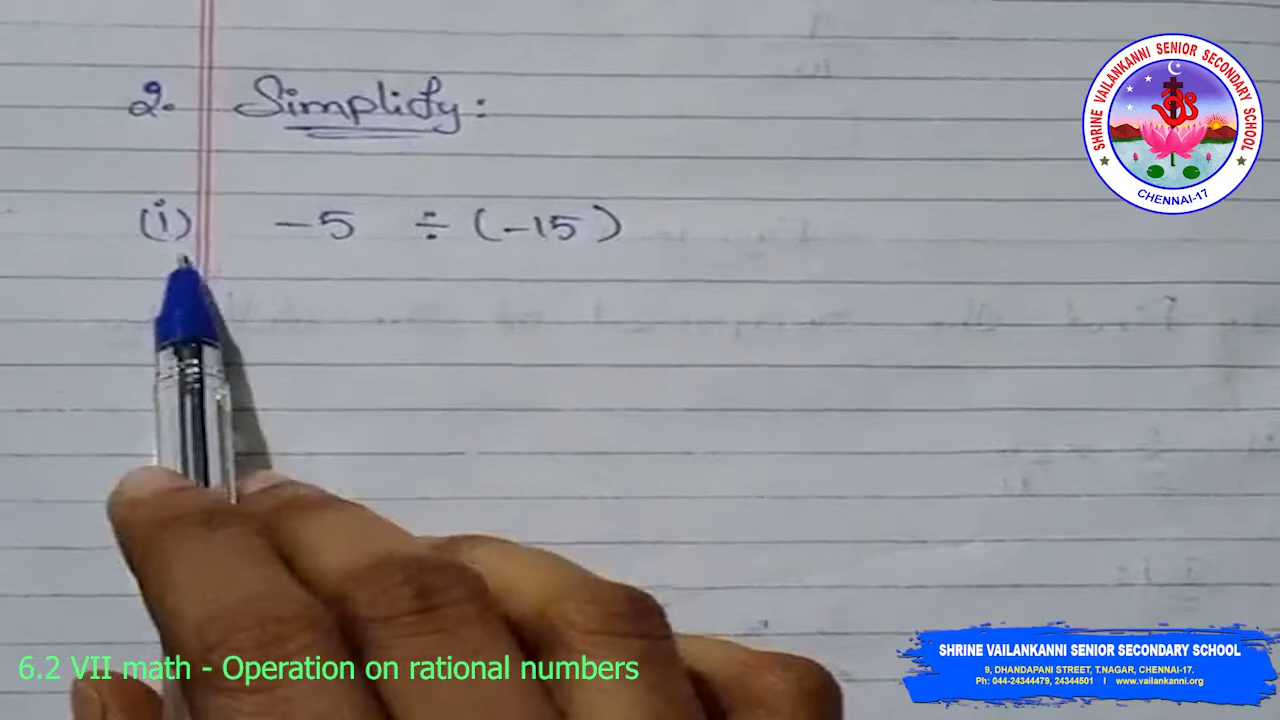 2. Simplify:
(i) -5 ÷ (-15)
SHRINE VAILANKANNI SENIOR SECONDARY SCHOOL
CHENNAI-17
6.2 VII math - Operation on rational numbers
SHRINE VAILANKANNI SENIOR SECONDARY SCHOOL
9, DHANDAPANI STREET, T.NAGAR, CHENNAI-17.
Ph: 044-24344479, 24344501 I www.vailankanni.org